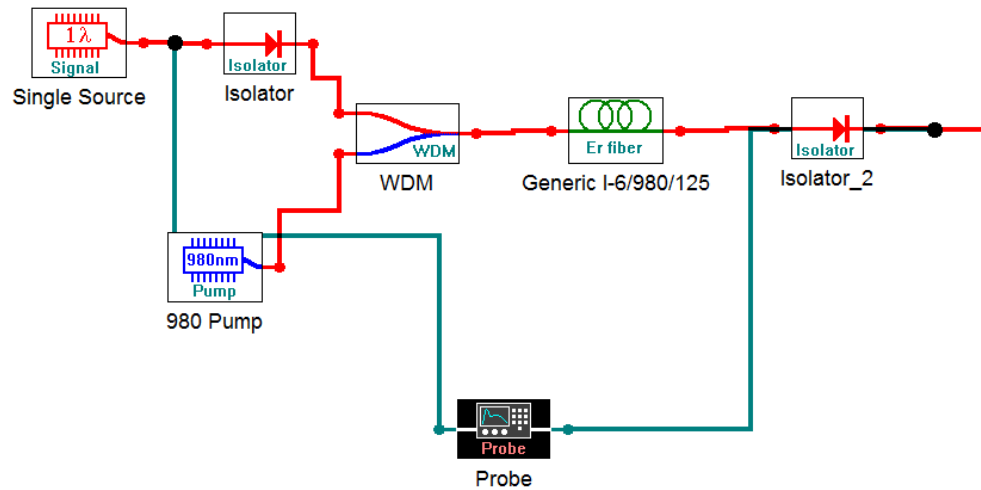 1λ
Signal
Single Source
Isolator
Isolator
WDM
WDM
Er fiber
Generic I-6/980/125
Isolator
Isolator_2
980nm
Pump
980 Pump
Probe
Probe